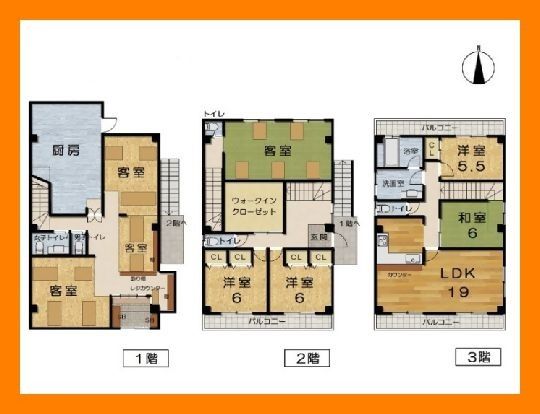 厨房
客室
2階へ
女子トイレ
男子トイレ
客室
客室
レジカウンター
SB
SB
1階
トイレ
客室
ウォークイン
クローゼット
1階へ
玄関
トイレ
CL
CL
CL
CL
洋室
6
洋室
6
バルコニー
2階
バルコニー
浴室
CL
洋室
5.5
洗面室
トイレ
和室
6
カウンター
LDK
19
バルコニー
3階